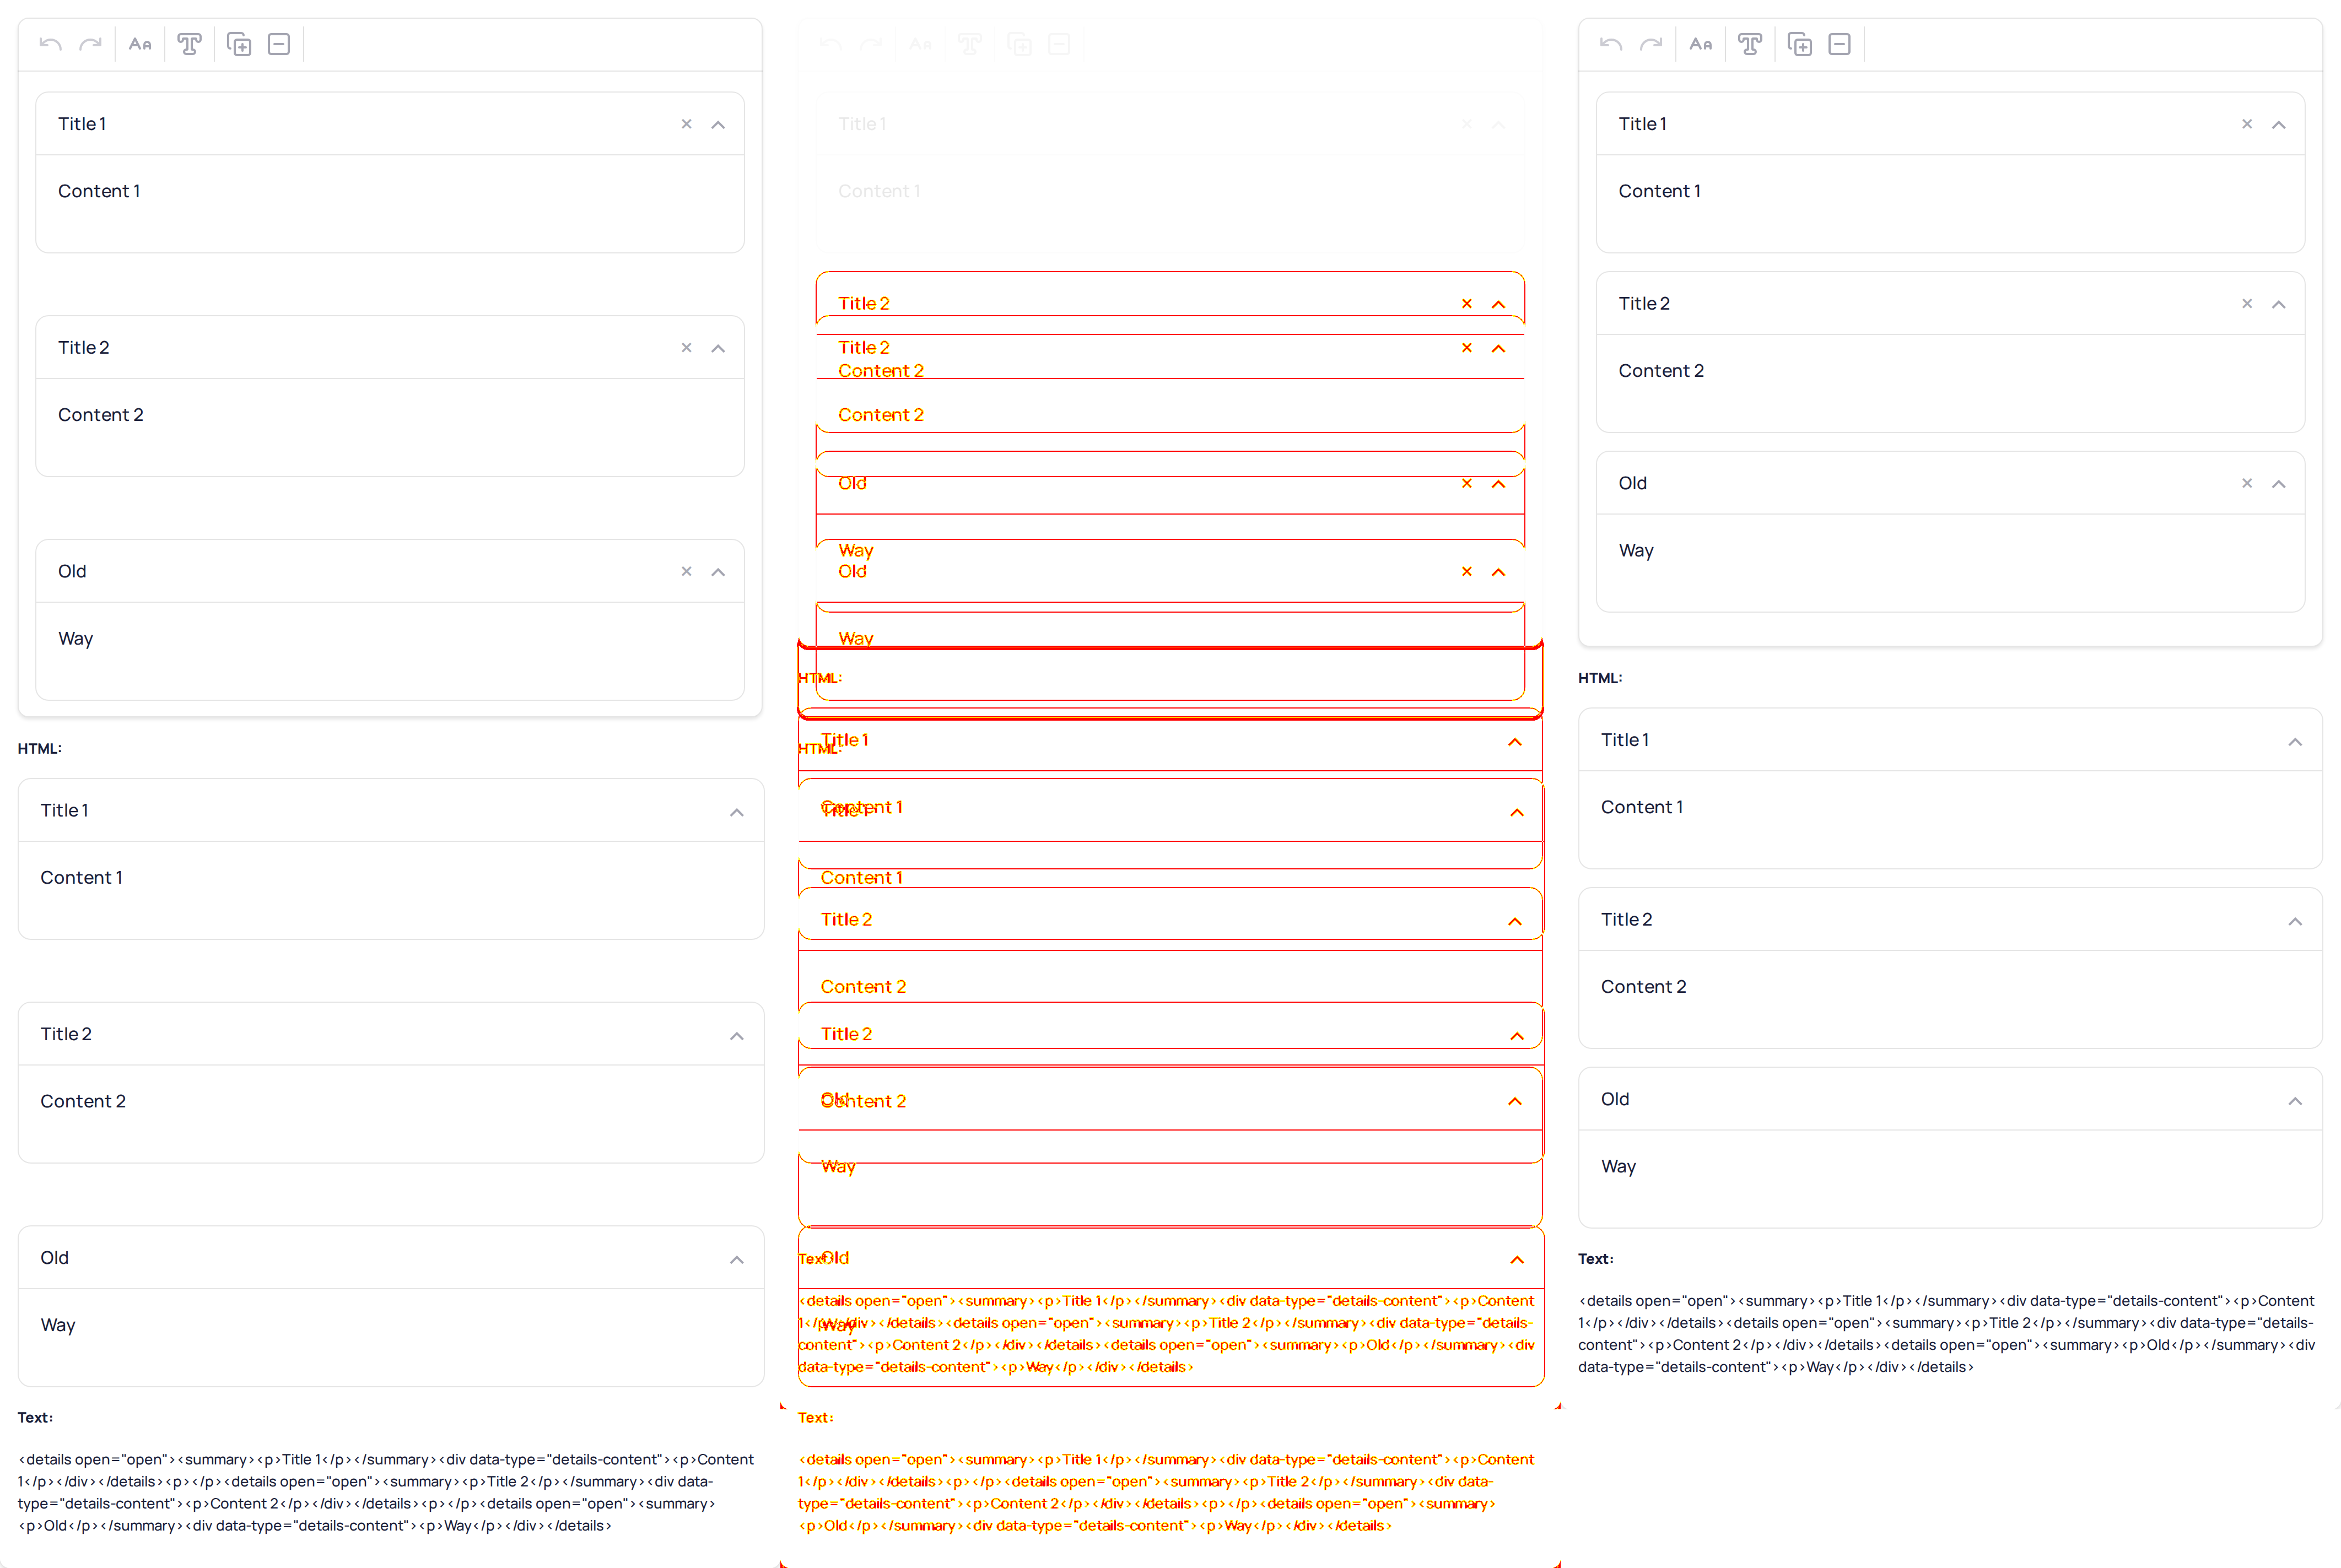 Title 1
Content 1
Title 2
Content 2
Old
Way
HTML:
Title 1
Content 1
Title 2
Content 2
Old
Way
Text:
<details open="open"><summary><p>Title 1</p></summary><div data-type="details-content"><p>Content
1</p></div></details><p></p><details open="open"><summary><p>Title 2</p></summary><div data-
type="details-content"><p>Content 2</p></div></details><p></p><details open="open"><summary>
<p>Old</p></summary><div data-type="details-content"><p>Way</p></div></details>
Title 1
Content 1
Title 2
Title 2
Content 2
Content 2
Old
Way
Old
Way
HTML:
Title 1
HTML:
Content 1
Title 1
Content 1
Title 2
Content 2
Title 2
Old
Content 2
Way
Old
Text:
<details open="open"><summary><p>Title 1</p></summary><div data-type="details-content"><p>Content
1</p></div></details><details open="open"><summary><p>Title 2</p></summary><div data-type="details-
Way
content"><p>Content 2</p></div></details><details open="open"><summary><p>Old</p></summary><div
data-type="details-content"><p>Way</p></div></details>
Text:
<details open="open"><summary><p>Title 1</p></summary><div data-type="details-content"><p>Content
1</p></div></details><p></p><details open="open"><summary><p>Title 2</p></summary><div data-
type="details-content"><p>Content 2</p></div></details><p></p><details open="open"><summary>
<p>Old</p></summary><div data-type="details-content"><p>Way</p></div></details>
Title 1
Content 1
Title 2
Content 2
Old
Way
HTML:
Title 1
Content 1
Title 2
Content 2
Old
Way
Text:
<details open="open"><summary><p>Title 1</p></summary><div data-type="details-content"><p>Content
1</p></div></details><details open="open"><summary><p>Title 2</p></summary><div data-type="details-
content"><p>Content 2</p></div></details><details open="open"><summary><p>Old</p></summary><div
data-type="details-content"><p>Way</p></div></details>